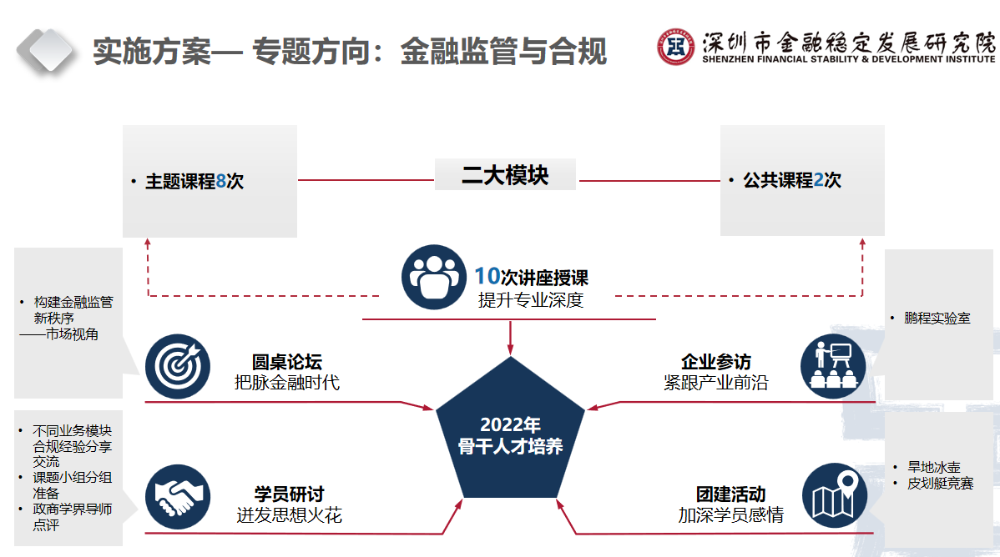 实施方案— 专题方向：金融监管与合规
深圳市金融稳定发展研究院
SHENZHEN FINANCIAL STABILITY & DEVELOPMENT INSTITUTE
• 主题课程8次
二大模块
• 公共课程2次
10次讲座授课
提升专业深度
• 构建金融监管
新秩序
——市场视角
圆桌论坛
把脉金融时代
企业参访
紧跟产业前沿
• 鹏程实验室
2022年
骨干人才培养
• 不同业务模块
合规经验分享
交流
• 课题小组分组
准备
• 政商学界导师
点评
学员研讨
迸发思想火花
团建活动
加深学员感情
• 旱地冰壶
• 皮划艇竞赛